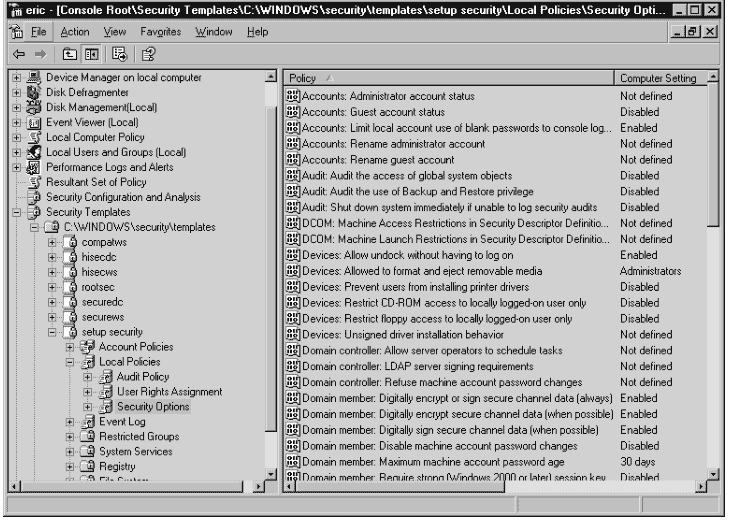 eric - [Console Root\Security Templates\C:\WINDOWS\security\templates\setup security\Local Policies\Security Opti...
File Action View Favorites Window Help
Device Manager on local computer
Disk Defragmenter
Disk Management(Local)
Event Viewer (Local)
Local Computer Policy
Local Users and Groups (Local)
Performance Logs and Alerts
Resultant Set of Policy
Security Configuration and Analysis
Security Templates
C:\WINDOWS\security\templates
compatws
hisecdc
hisecws
rootsec
securedc
securews
setup security
Account Policies
Local Policies
Audit Policy
User Rights Assignment
Security Options
Event Log
Restricted Groups
System Services
Registry
File System
Policy Computer Setting
Accounts: Administrator account status Not defined
Accounts: Guest account status Disabled
Accounts: Limit local account use of blank passwords to console log... Enabled
Accounts: Rename administrator account Not defined
Accounts: Rename guest account Not defined
Audit: Audit the access of global system objects Disabled
Audit: Audit the use of Backup and Restore privilege Disabled
Audit: Shut down system immediately if unable to log security audits Disabled
DCOM: Machine Access Restrictions in Security Descriptor Definitio... Not defined
DCOM: Machine Launch Restrictions in Security Descriptor Definitio... Not defined
Devices: Allow undock without having to log on Enabled
Devices: Allowed to format and eject removable media Administrators
Devices: Prevent users from installing printer drivers Disabled
Devices: Restrict CD-ROM access to locally logged-on user only Disabled
Devices: Restrict floppy access to locally logged-on user only Disabled
Devices: Unsigned driver installation behavior Not defined
Domain controller: Allow server operators to schedule tasks Not defined
Domain controller: LDAP server signing requirements Not defined
Domain controller: Refuse machine account password changes Not defined
Domain member: Digitally encrypt or sign secure channel data (always) Enabled
Domain member: Digitally encrypt secure channel data (when possible) Enabled
Domain member: Digitally sign secure channel data (when possible) Enabled
Domain member: Disable machine account password changes Disabled
Domain member: Maximum machine account password age 30 days
Domain member: Require strong (Windows 2000 or later) session key Disabled